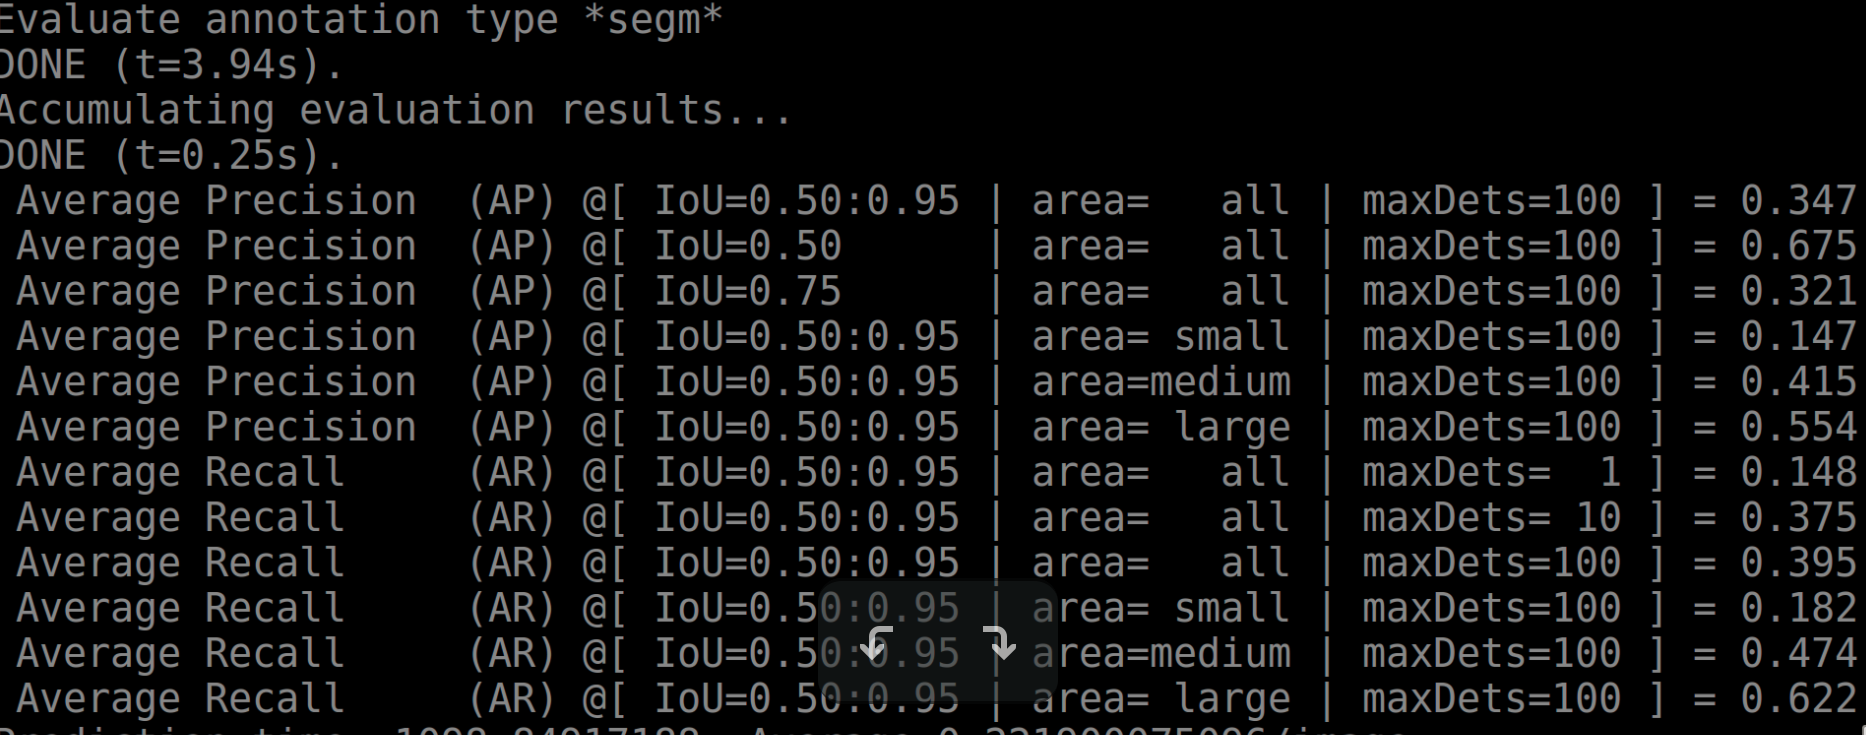 Evaluate annotation type *segm*
DONE (t=3.94s).
Accumulating evaluation results...
DONE (t=0.25s).
 Average Precision  (AP) @[ IoU=0.50:0.95 | area=   all | maxDets=100 ] = 0.347
 Average Precision  (AP) @[ IoU=0.50      | area=   all | maxDets=100 ] = 0.675
 Average Precision  (AP) @[ IoU=0.75      | area=   all | maxDets=100 ] = 0.321
 Average Precision  (AP) @[ IoU=0.50:0.95 | area= small | maxDets=100 ] = 0.147
 Average Precision  (AP) @[ IoU=0.50:0.95 | area=medium | maxDets=100 ] = 0.415
 Average Precision  (AP) @[ IoU=0.50:0.95 | area= large | maxDets=100 ] = 0.554
 Average Recall     (AR) @[ IoU=0.50:0.95 | area=   all | maxDets=  1 ] = 0.148
 Average Recall     (AR) @[ IoU=0.50:0.95 | area=   all | maxDets= 10 ] = 0.375
 Average Recall     (AR) @[ IoU=0.50:0.95 | area=   all | maxDets=100 ] = 0.395
 Average Recall     (AR) @[ IoU=0.50:0.95 | area= small | maxDets=100 ] = 0.182
 Average Recall     (AR) @[ IoU=0.50:0.95 | area=medium | maxDets=100 ] = 0.474
 Average Recall     (AR) @[ IoU=0.50:0.95 | area= large | maxDets=100 ] = 0.622
Prediction time: Average